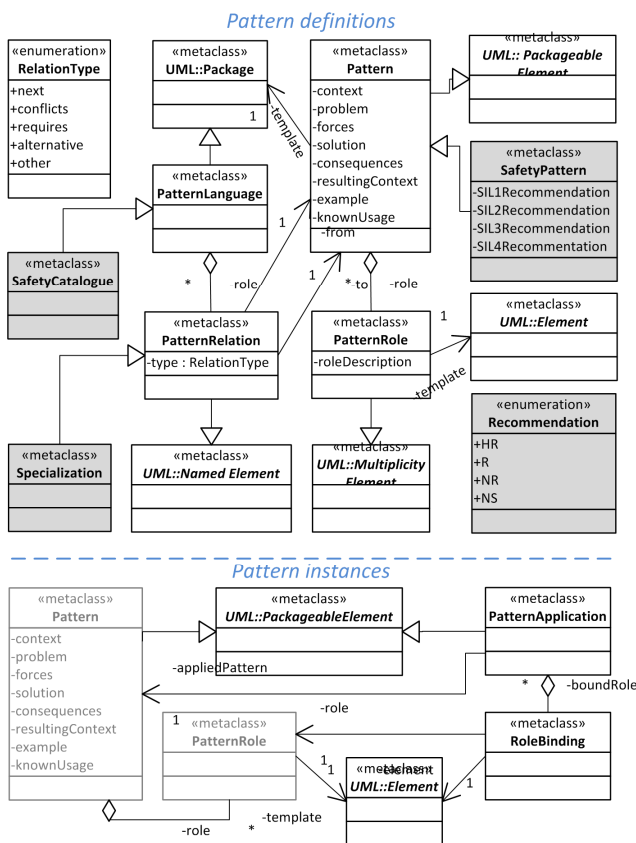 Pattern definitions
«enumeration»
RelationType
+next
+conflicts
+requires
+alternative
+other
«metaclass»
UML::Package
1
-template
«metaclass»
Pattern
-context
-problem
-forces
-solution
-consequences
-resultingContext
-example
-knownUsage
-from
«metaclass»
UML:: Packageable
Element
«metaclass»
SafetyPattern
-SIL1Recommendation
-SIL2Recommendation
-SIL3Recommendation
-SIL4Recommentation
«metaclass»
PatternLanguage
1
«metaclass»
SafetyCatalogue
*
role
1
*
-to
-role
«metaclass»
PatternRelation
-type : RelationType
«metaclass»
PatternRole
-roleDescription
1
-template
«metaclass»
UML::Element
«metaclass»
Specialization
«metaclass»
UML::Named Element
«metaclass»
UML::Multiplicity
Element
«enumeration»
Recommendation
+HR
+R
+NR
+NS
Pattern instances
«metaclass»
Pattern
-context
-problem
-forces
-solution
-consequences
-resultingContext
-example
-knownUsage
«metaclass»
UML::PackageableElement
«metaclass»
PatternApplication
-appliedPattern
*
-boundRole
-role
1
«metaclass»
PatternRole
«metaclass»
RoleBinding
1
1
«metaclass»
-element
UML::Element
1
-template
-role
*